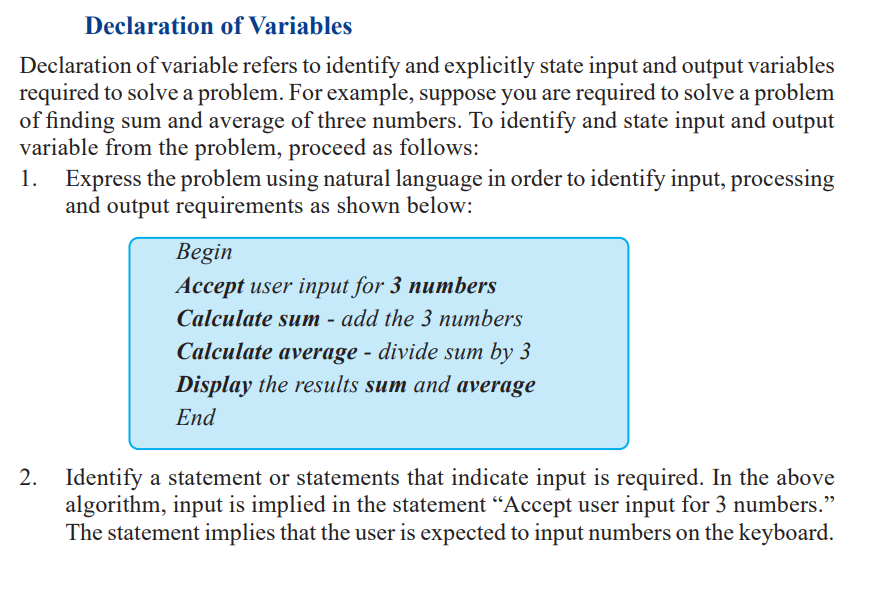 Declaration of Variables
Declaration of variable refers to identify and explicitly state input and output variables
required to solve a problem. For example, suppose you are required to solve a problem
of finding sum and average of three numbers. To identify and state input and output
variable from the problem, proceed as follows:
1. Express the problem using natural language in order to identify input, processing
and output requirements as shown below:
Begin
Accept user input for 3 numbers
Calculate sum - add the 3 numbers
Calculate average - divide sum by 3
Display the results sum and average
End
2. Identify a statement or statements that indicate input is required. In the above
algorithm, input is implied in the statement “Accept user input for 3 numbers.”
The statement implies that the user is expected to input numbers on the keyboard.